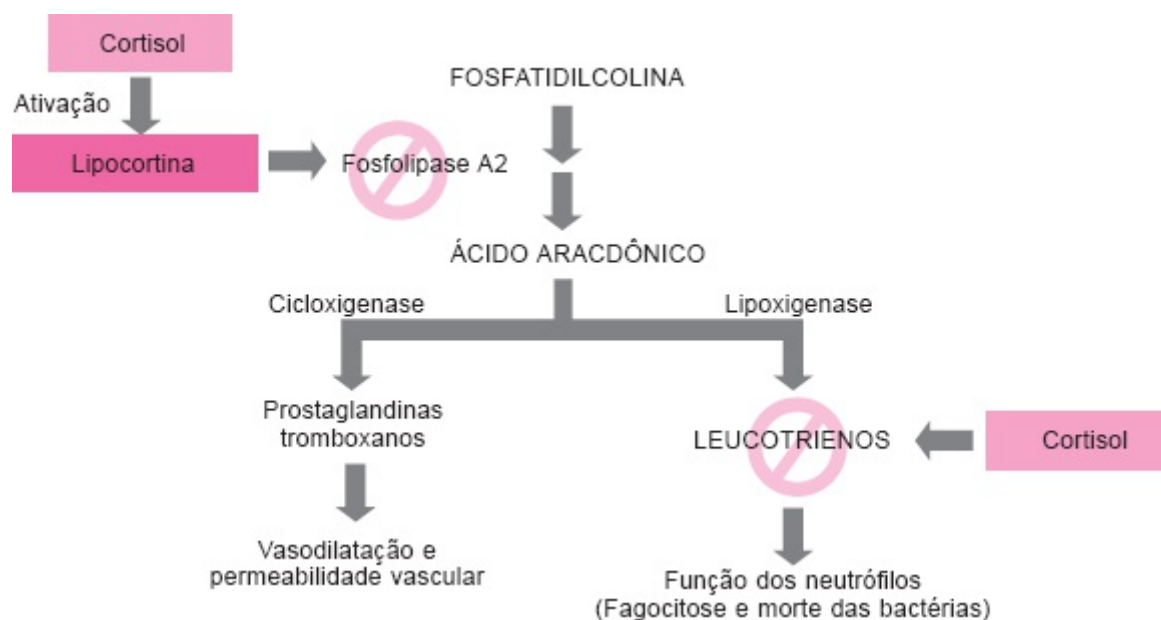 Cortisol
FOSFATIDILCOLINA
Ativação
Lipocortina
Fosfolipase A2
ÁCIDO ARACDÔNICO
Cicloxigenase
Lipoxigenase
Prostaglandinas
tromboxanos
LEUCOTRIENOS
Cortisol
Vasodilatação e
permeabilidade vascular
Função dos neutrófilos
(Fagocitose e morte das bactérias)